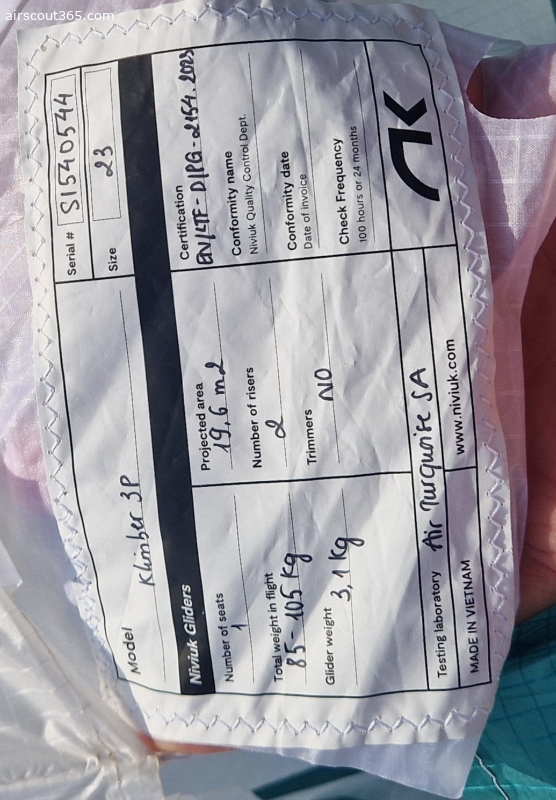 airscout365.com
Model Klimber 3P
Serial # S1540544
Size 23
Niviuk Gliders
Number of seats
1
Projected area
19,6 m2
Certification
EN/LTF-D/PG-2154.2023
Total weight in flight
85-105 kg
Number of risers
2
Conformity name
Niviuk Quality Control Dept.
Glider weight
3,1 kg
Trimmers
NO
Conformity date
Date of invoice
Check Frequency
100 hours or 24 months
Testing laboratory Air Turquoise SA
MADE IN VIETNAM
www.niviuk.com